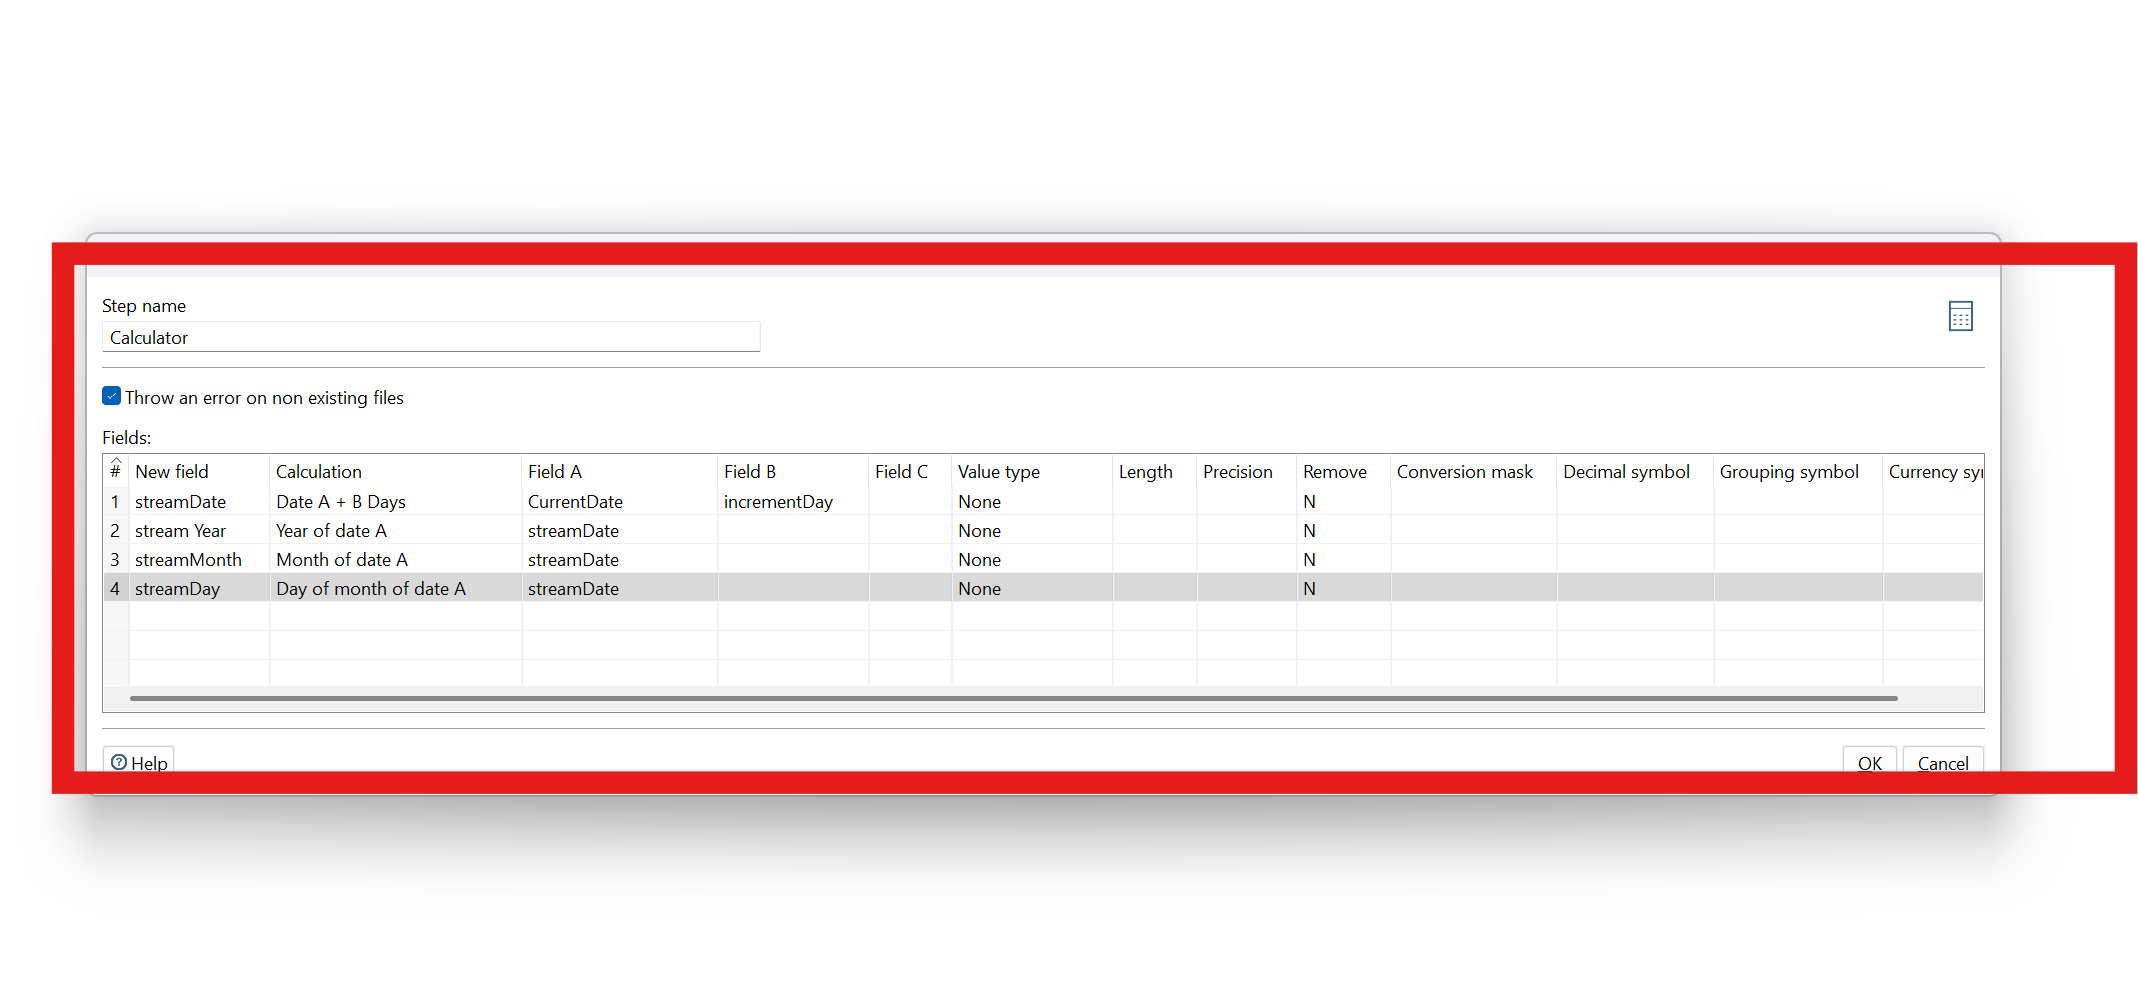 Step name
Calculator
Throw an error on non existing files
Fields:
# New field Calculation Field A Field B Field C Value type Length Precision Remove Conversion mask Decimal symbol Grouping symbol Currency syı
1 streamDate Date A + B Days CurrentDate incrementDay None N
2 stream Year Year of date A streamDate None N
3 streamMonth Month of date A streamDate None N
4 streamDay Day of month of date A streamDate None N
Help OK Cancel